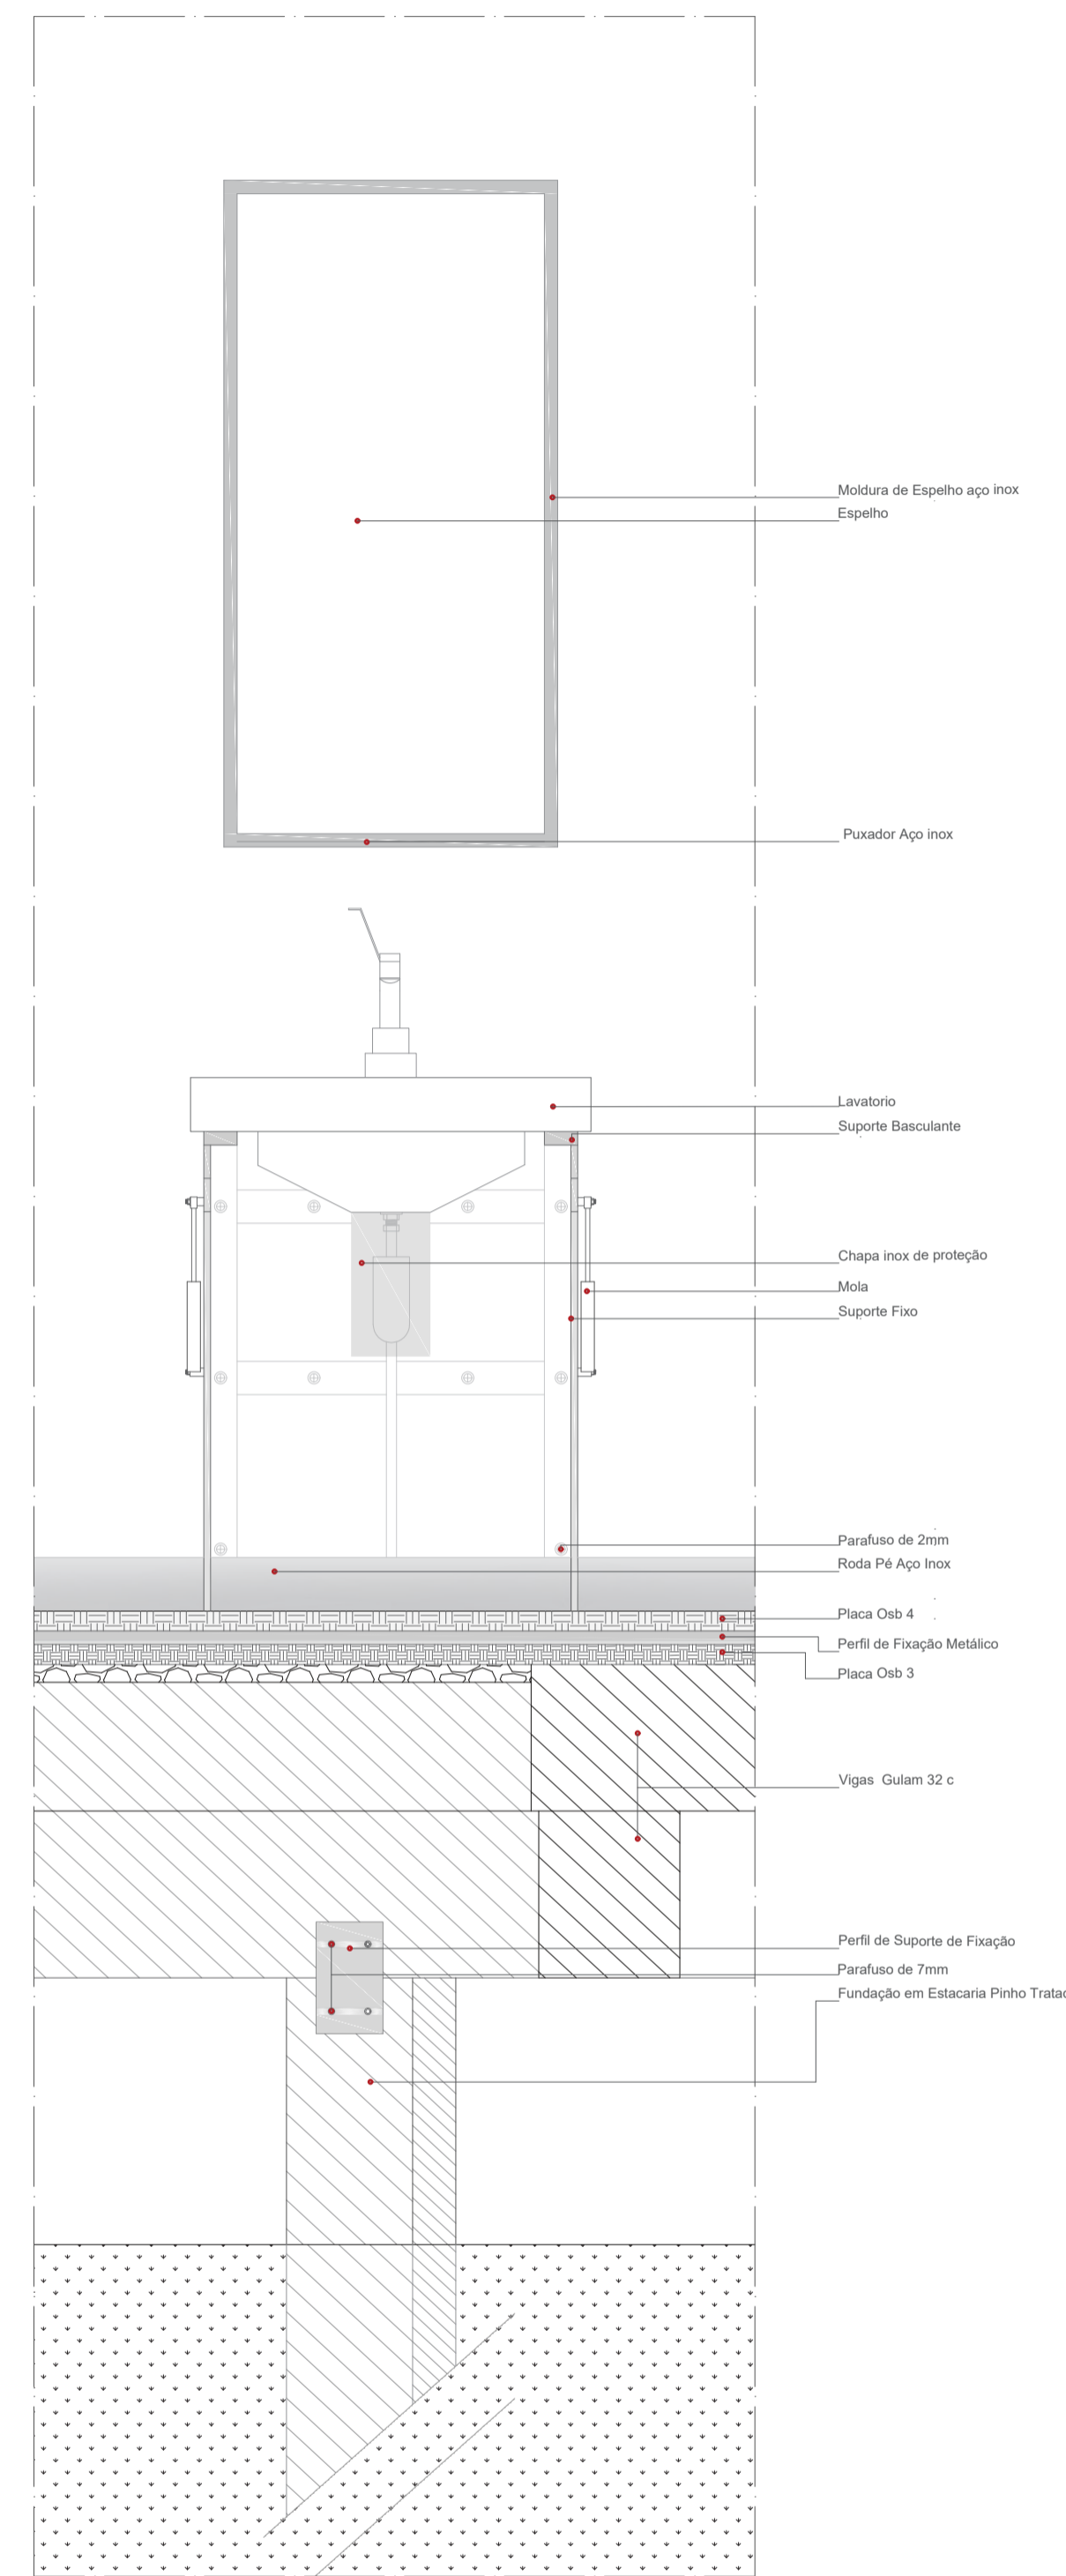 Moldura de Espelho aço inox
Espelho
Puxador Aço inox
Lavatorio
Suporte Basculante
Chapa inox de proteção
Mola
Suporte Fixo
Parafuso de 2mm
Roda Pé Aço Inox
Placa Osb 4
Perfil de Fixação Metálico
Placa Osb 3
Vigas Gulam 32 c
Perfil de Suporte de Fixação
Parafuso de 7mm
Fundação em Estacaria Pinho Tratad